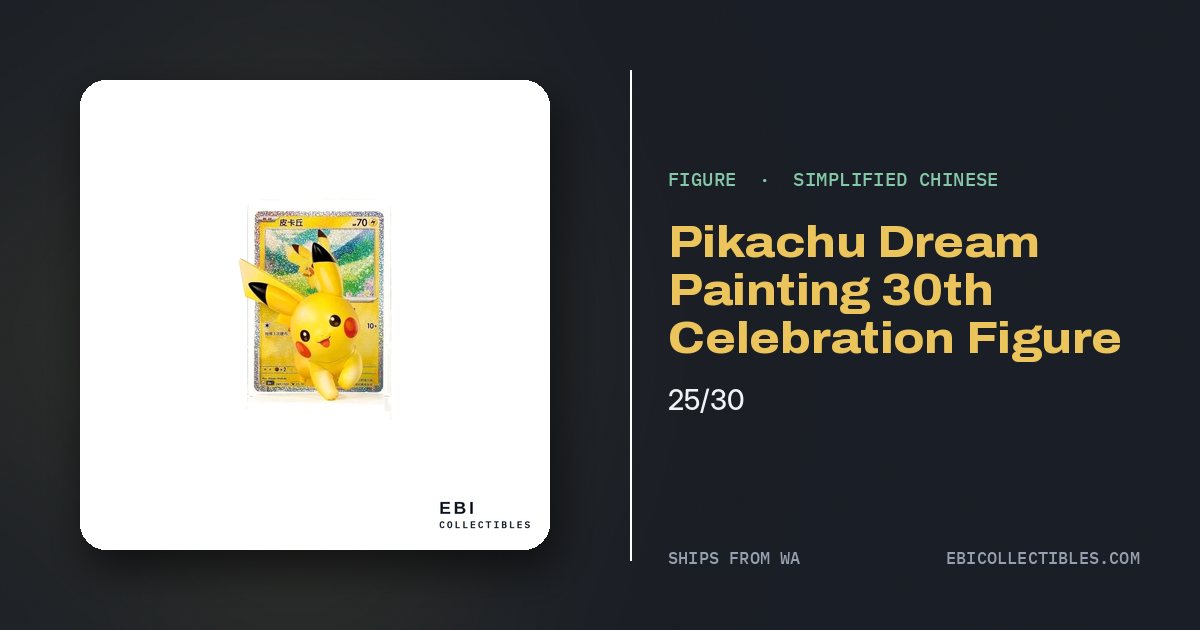 皮卡丘
70
10+
×2
EBI
COLLECTIBLES
FIGURE · SIMPLIFIED CHINESE
Pikachu Dream
Painting 30th
Celebration Figure
25/30
SHIPS FROM WA
EBICOLLECTIBLES.COM